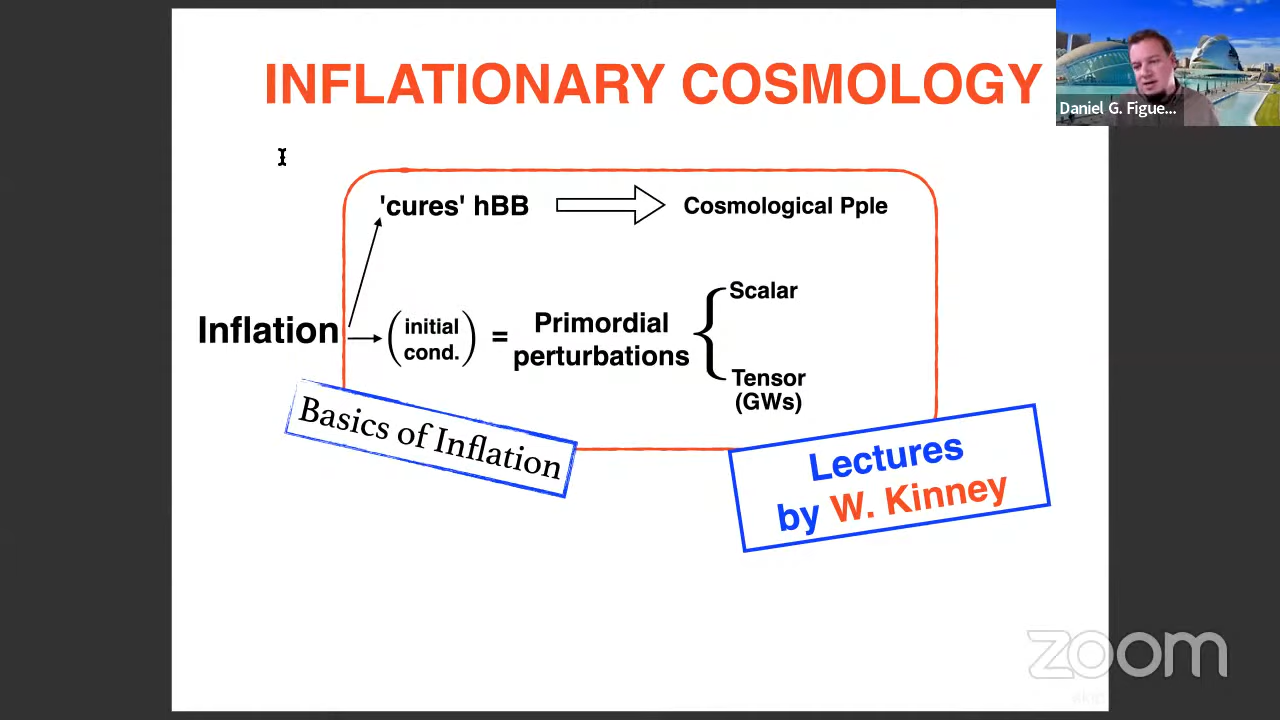 INFLATIONARY COSMOLOGY
Daniel G. Figue...
'cures' hBB
Cosmological Pple
Scalar
Inflation
(initial
cond.)
=
Primordial
perturbations
{
Tensor
(GWs)
Basics of Inflation
Lectures
by W. Kinney
zoom